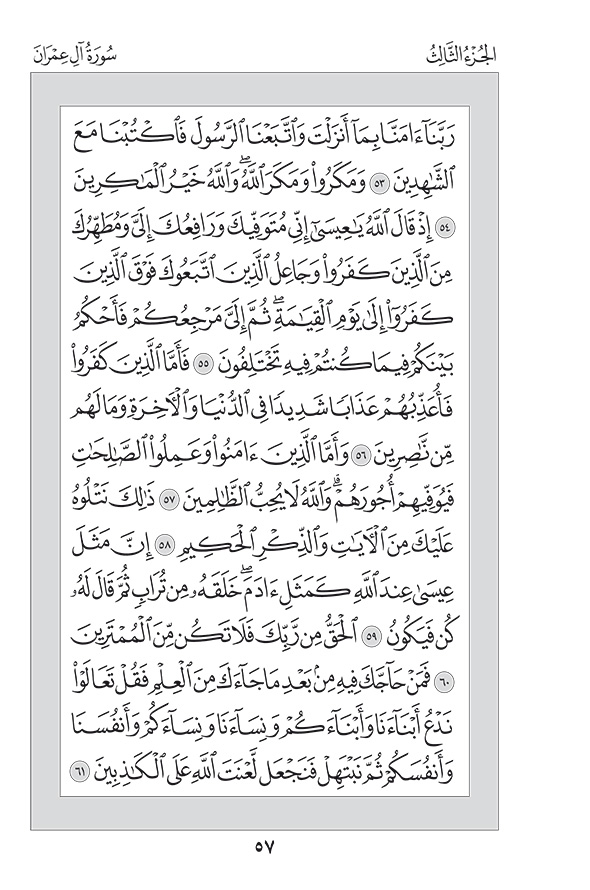 الجُزْءُ الثَّالِثُ
سُورَةُ آلِ عِمْرَانَ
رَبَّنَآ ءَامَنَّا بِمَآ أَنزَلْتَ وَٱتَّبَعْنَا ٱلرَّسُولَ فَٱكْتُبْنَا مَعَ
ٱلشَّٰهِدِينَ ٥٣ وَمَكَرُوا۟ وَمَكَرَ ٱللَّهُ ۖ وَٱللَّهُ خَيْرُ ٱلْمَٰكِرِينَ
٥٤ إِذْ قَالَ ٱللَّهُ يَٰعِيسَىٰٓ إِنِّى مُتَوَفِّيكَ وَرَافِعُكَ إِلَىَّ وَمُطَهِّرُكَ
مِنَ ٱلَّذِينَ كَفَرُوا۟ وَجَاعِلُ ٱلَّذِينَ ٱتَّبَعُوكَ فَوْقَ ٱلَّذِينَ
كَفَرُوٓا۟ إِلَىٰ يَوْمِ ٱلْقِيَٰمَةِ ۖ ثُمَّ إِلَىَّ مَرْجِعُكُمْ فَأَحْكُمُ
بَيْنَكُمْ فِيمَا كُنتُمْ فِيهِ تَخْتَلِفُونَ ٥٥ فَأَمَّا ٱلَّذِينَ كَفَرُوا۟
فَأُعَذِّبُهُمْ عَذَابًا شَدِيدًا فِى ٱلدُّنْيَا وَٱلْءَاخِرَةِ وَمَا لَهُم
مِّن نَّٰصِرِينَ ٥٦ وَأَمَّا ٱلَّذِينَ ءَامَنُوا۟ وَعَمِلُوا۟ ٱلصَّٰلِحَٰتِ
فَيُوَفِّيهِمْ أُجُورَهُمْ ۗ وَٱللَّهُ لَا يُحِبُّ ٱلظَّٰلِمِينَ ٥٧ ذَٰلِكَ نَتْلُوهُ
عَلَيْكَ مِنَ ٱلْءَايَٰتِ وَٱلذِّكْرِ ٱلْحَكِيمِ ٥٨ إِنَّ مَثَلَ
عِيسَىٰ عِندَ ٱللَّهِ كَمَثَلِ ءَادَمَ ۖ خَلَقَهُۥ مِن تُرَابٍ ثُمَّ قَالَ لَهُۥ
كُن فَيَكُونُ ٥٩ ٱلْحَقُّ مِن رَّبِّكَ فَلَا تَكُن مِّنَ ٱلْمُمْتَرِينَ
٦٠ فَمَنْ حَآجَّكَ فِيهِ مِنۢ بَعْدِ مَا جَآءَكَ مِنَ ٱلْعِلْمِ فَقُلْ تَعَالَوْا۟
نَدْعُ أَبْنَآءَنَا وَأَبْنَآءَكُمْ وَنِسَآءَنَا وَنِسَآءَكُمْ وَأَنفُسَنَا
وَأَنفُسَكُمْ ثُمَّ نَبْتَهِلْ فَنَجْعَل لَّعْنَتَ ٱللَّهِ عَلَى ٱلْكَٰذِبِينَ ٦١
٥٧